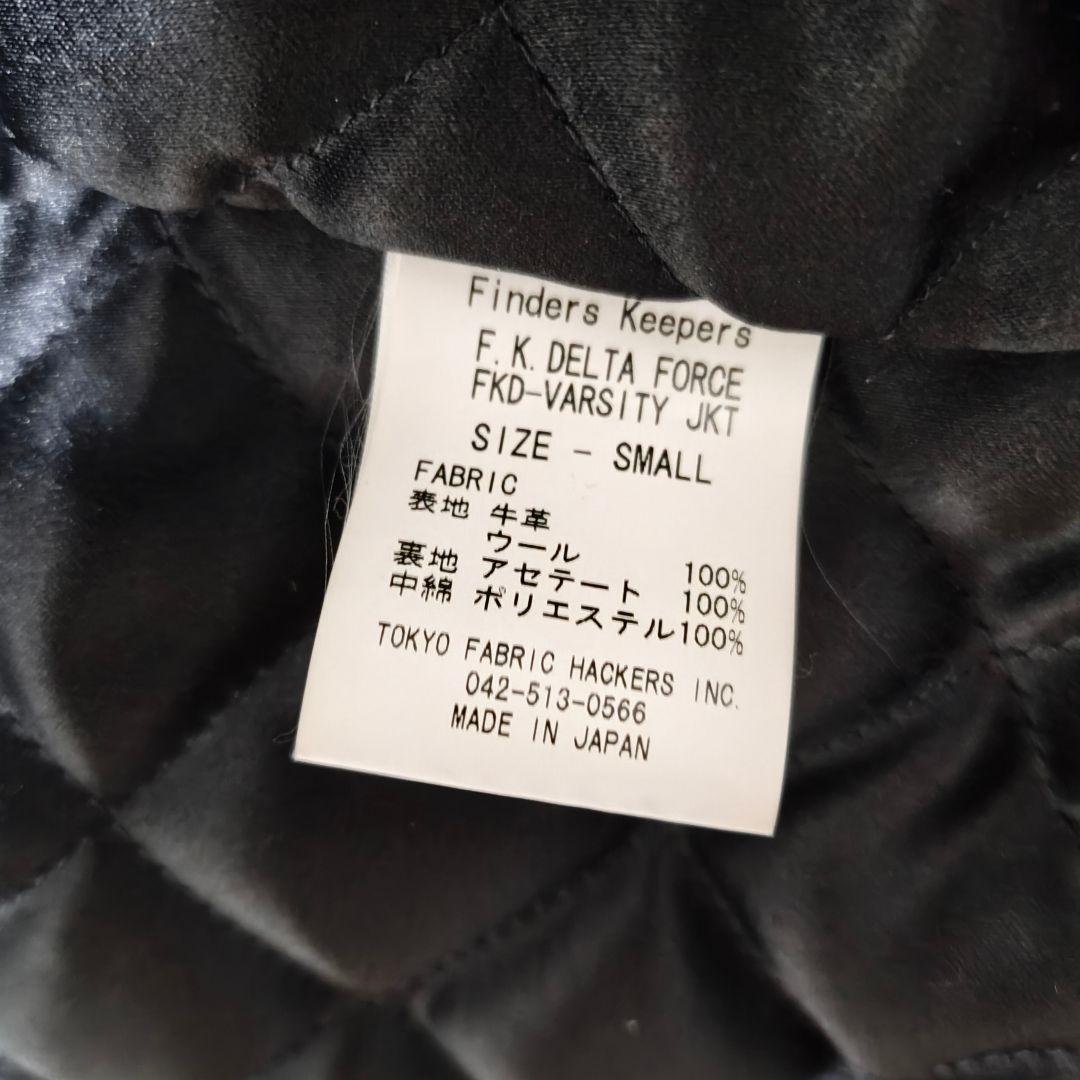 Finders Keepers
F.K.DELTA FORCE
FKD-VARSITY JKT
SIZE - SMALL
FABRIC
表地 牛革
ウール 100%
裏地 アセテート 100%
中綿 ポリエステル100%
TOKYO FABRIC HACKERS INC.
042-513-0566
MADE IN JAPAN